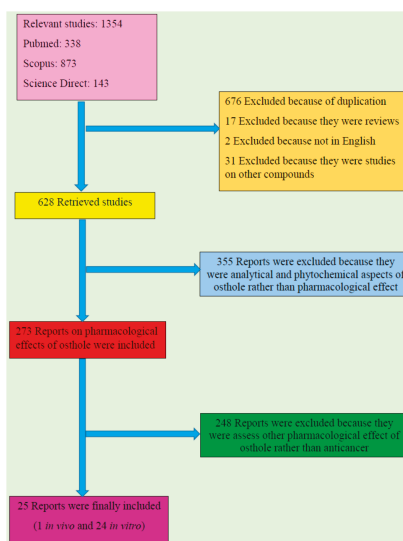 Relevant studies: 1354
Pubmed: 338
Scopus: 873
Science Direct: 143
676 Excluded because of duplication
17 Excluded because they were reviews
2 Excluded because not in English
31 Excluded because they were studies
on other compounds
628 Retrieved studies
355 Reports were excluded because they
were analytical and phytochemical aspects of
osthole rather than pharmacological effect
273 Reports on pharmacological
effects of osthole were included
248 Reports were excluded because they
were assess other pharmacological effect of
osthole rather than anticancer
25 Reports were finally included
(1 in vivo and 24 in vitro)